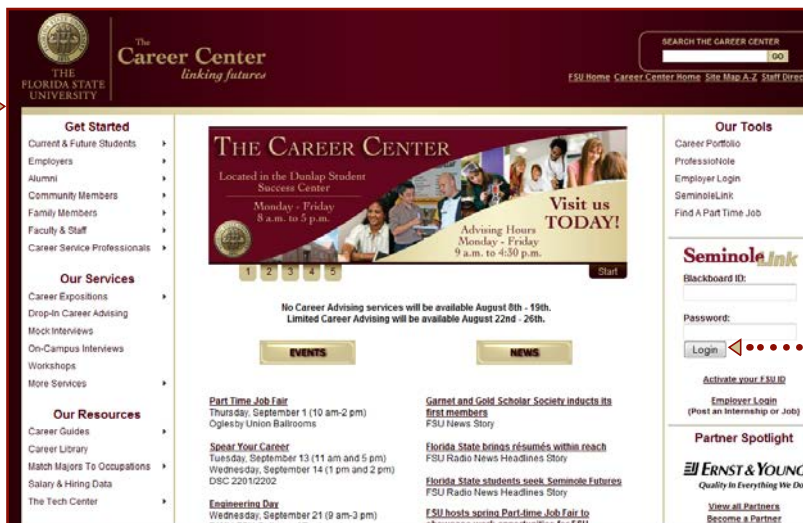 THE
FLORIDA STATE
UNIVERSITY
The
Career Center
linking futures
SEARCH THE CAREER CENTER
GO
FSU Home Career Center Home Site Map A-Z Staff Direc
Get Started
Current & Future Students
Employers
Alumni
Community Members
Family Members
Faculty & Staff
Career Service Professionals
Our Services
Career Expositions
Drop-In Career Advising
Mock Interviews
On-Campus Interviews
Workshops
More Services
Our Resources
Career Guides
Career Library
Match Majors To Occupations
Salary & Hiring Data
The Tech Center
THE CAREER CENTER
Located in the Dunlap Student
Success Center
Monday - Friday
8 a.m. to 5 p.m.
Visit us
TODAY!
Advising Hours
Monday - Friday
9 a.m. to 4:30 p.m.
1 2 3 4 5
Start
No Career Advising services will be available August 8th - 19th.
Limited Career Advising will be available August 22nd - 26th.
EVENTS
Part Time Job Fair
Thursday, September 1 (10 am-2 pm)
Oglesby Union Ballrooms
Spear Your Career
Tuesday, September 13 (11 am and 5 pm)
Wednesday, September 14 (1 pm and 2 pm)
DSC 2201/2202
Engineering Day
Wednesday, September 21 (9 am-3 pm)
NEWS
Garnet and Gold Scholar Society inducts its
first members
FSU News Story
Florida State brings résumés within reach
FSU Radio News Headlines Story
Florida State students seek Seminole Futures
FSU Radio News Headlines Story
FSU hosts spring Part-time Job Fair to
Our Tools
Career Portfolio
ProfessioNole
Employer Login
SeminoleLink
Find A Part Time Job
SeminoleLink
Blackboard ID:
Password:
Login
Activate your FSU ID
Employer Login
(Post an Internship or Job)
Partner Spotlight
ERNST & YOUNG
Quality In Everything We Do
View all Partners
Become a Partner